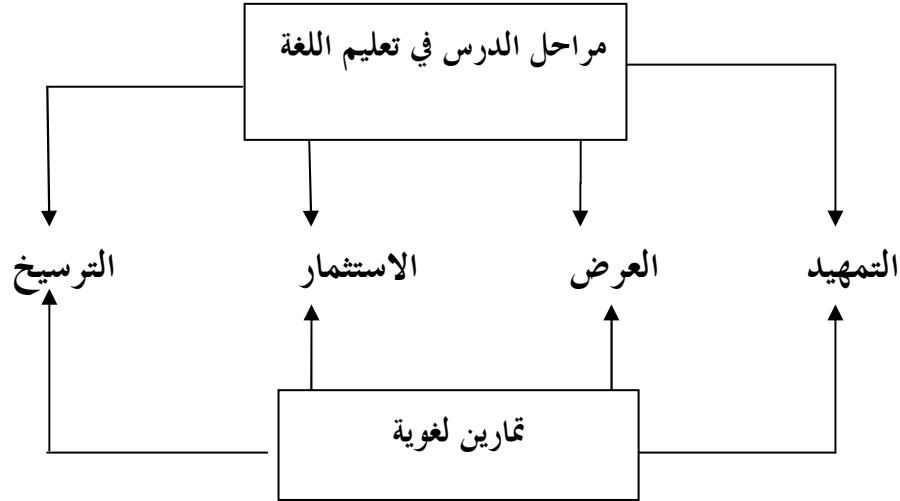 مراحل الدرس في تعليم اللغة
التمهيد العرض الاستثمار الترسيخ
تمارين لغوية